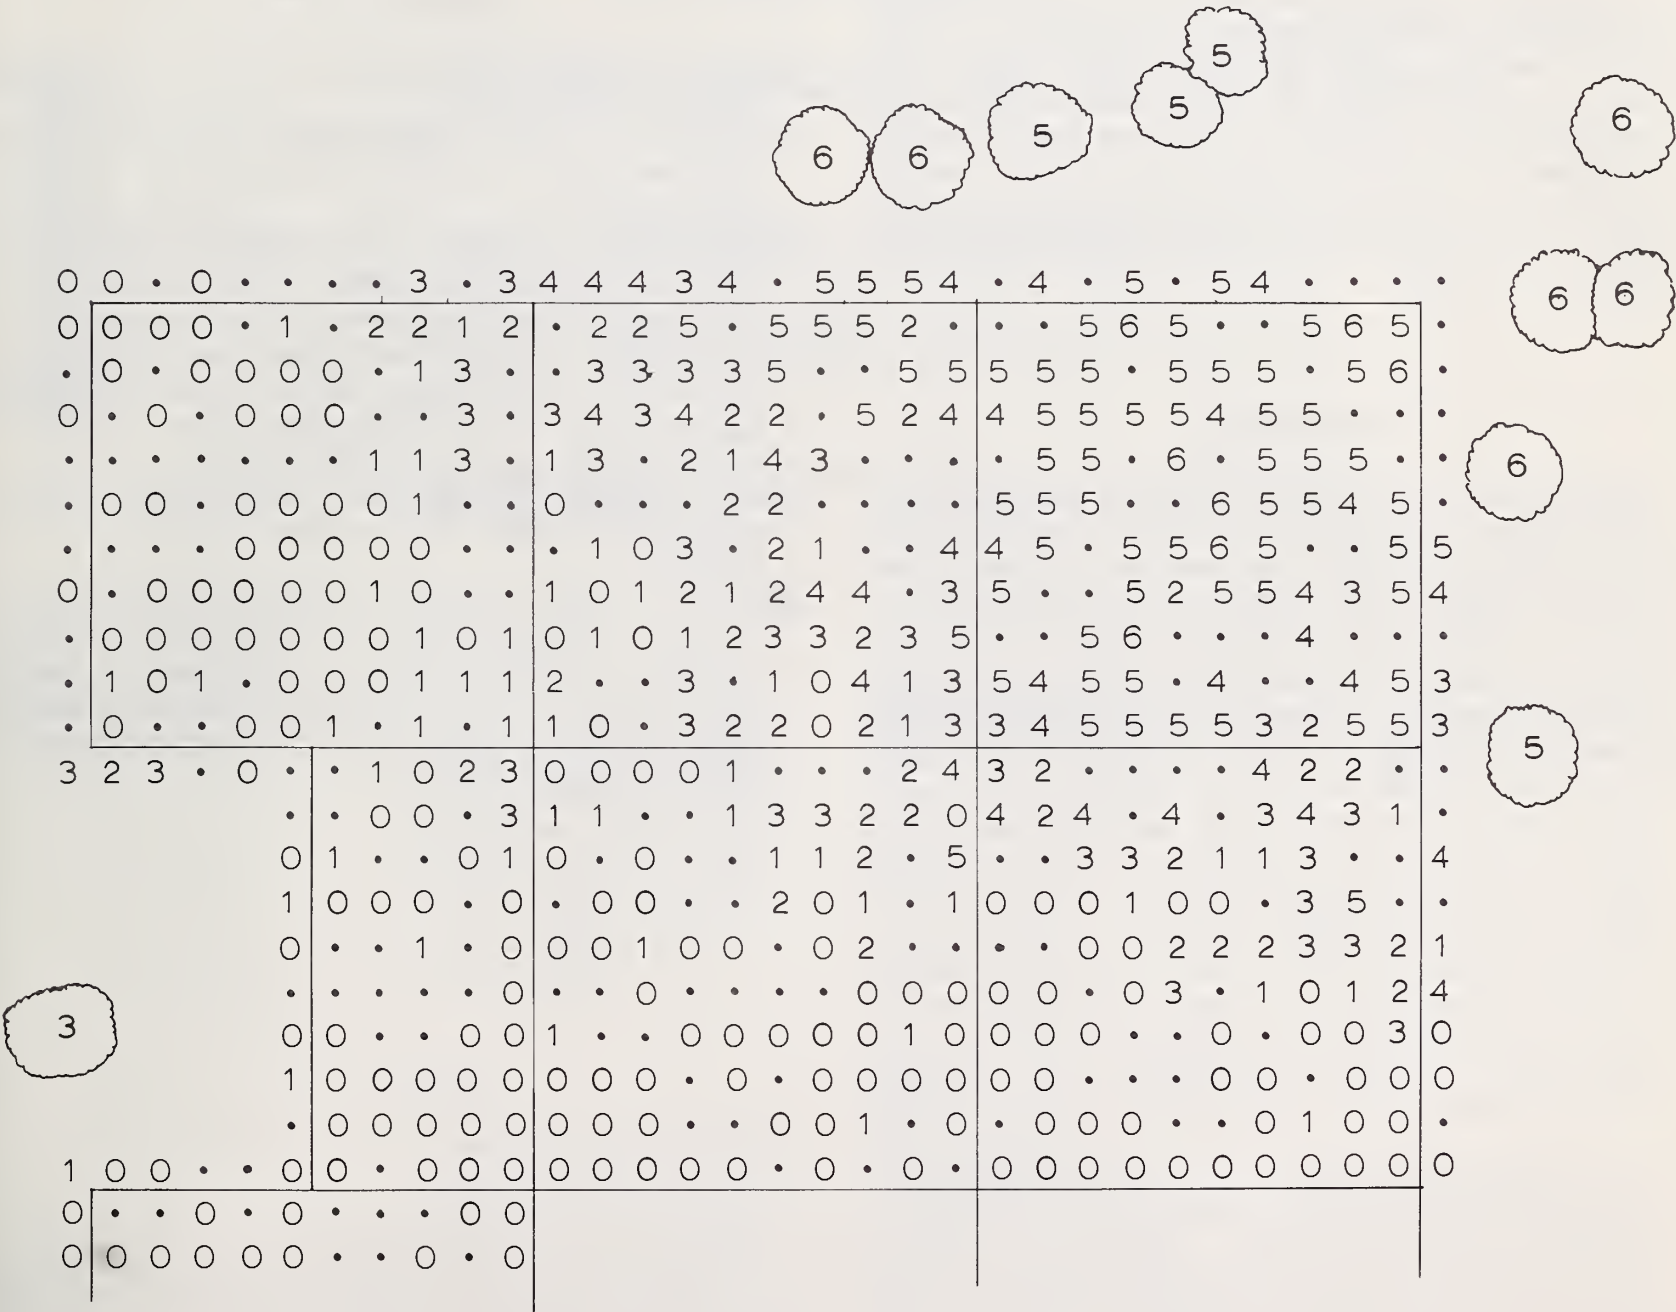 5
5
5
6 6
6
0 0 • 0 • • • • 3 • 3 4 4 4 3 4 • 5 5 5 4 • 4 • 5 • 5 4 • • • •
6 6
0 0 0 0 • 1 • 2 2 1 2 • 2 2 5 • 5 5 5 2 • • • 5 6 5 • • 5 6 5 •
• 0 • 0 0 0 0 • 1 3 • • 3 3 3 3 5 • • 5 5 5 5 5 • 5 5 5 • 5 6 •
0 • 0 • 0 0 0 • • 3 • 3 4 3 4 2 2 • 5 2 4 4 5 5 5 5 4 5 5 • • •
• • • • • • • 1 1 3 • 1 3 • 2 1 4 3 • • • • 5 5 • 6 • 5 5 5 • •
6
• 0 0 • 0 0 0 0 1 • • 0 • • • 2 2 • • • • 5 5 5 • • 6 5 5 4 5 •
• • • • 0 0 0 0 0 • • • 1 0 3 • 2 1 • • 4 4 5 • 5 5 6 5 • • 5 5
0 • 0 0 0 0 0 1 0 • • 1 0 1 2 1 2 4 4 • 3 5 • • 5 2 5 5 4 3 5 4
• 0 0 0 0 0 0 0 1 0 1 0 1 0 1 2 3 3 2 3 5 • • 5 6 • • • 4 • • •
• 1 0 1 • 0 0 0 1 1 1 2 • • 3 • 1 0 4 1 3 5 4 5 5 • 4 • • 4 5 3
• 0 • • 0 0 1 • 1 • 1 1 0 • 3 2 2 0 2 1 3 3 4 5 5 5 5 3 2 5 5 3
5
3 2 3 • 0 • • 1 0 2 3 0 0 0 0 1 • • • 2 4 3 2 • • • • 4 2 2 • •
• • 0 0 • 3 1 1 • • 1 3 3 2 2 0 4 2 4 • 4 • 3 4 3 1 •
0 1 • • 0 1 0 • 0 • • 1 1 2 • 5 • • 3 3 2 1 1 3 • • 4
1 0 0 0 • 0 • 0 0 • • 2 0 1 • 1 0 0 0 1 0 0 • 3 5 • •
0 • • 1 • 0 0 0 1 0 0 • 0 2 • • • • 0 0 2 2 2 3 3 2 1
• • • • • 0 • • 0 • • • • 0 0 0 0 0 • 0 3 • 1 0 1 2 4
3
0 0 • • 0 0 1 • • 0 0 0 0 0 1 0 0 0 0 • • 0 • 0 0 3 0
1 0 0 0 0 0 0 0 0 • 0 • 0 0 0 0 0 0 • • • 0 0 • 0 0 0
• 0 0 0 0 0 0 0 0 • • 0 0 1 • 0 • 0 0 0 • • 0 1 0 0 •
1 0 0 • • 0 0 • 0 0 0 0 0 0 0 0 • 0 • 0 • 0 0 0 0 0 0 0 0 0 0 0
0 • • 0 • 0 • • • 0 0
0 0 0 0 0 0 • • 0 • 0